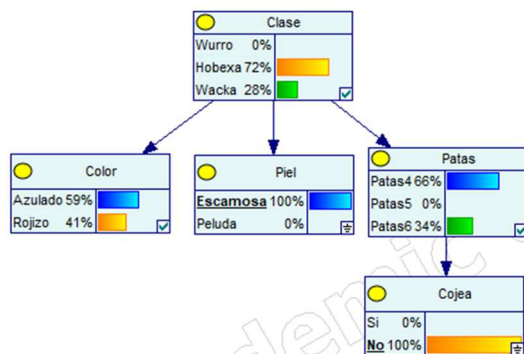 Clase
Wurro 0%
Hobexa 72%
Wacka 28%
Color
Azulado 59%
Rojizo 41%
Piel
Escamosa 100%
Peluda 0%
Patas
Patas4 66%
Patas5 0%
Patas6 34%
Cojea
Si 0%
No 100%
demic